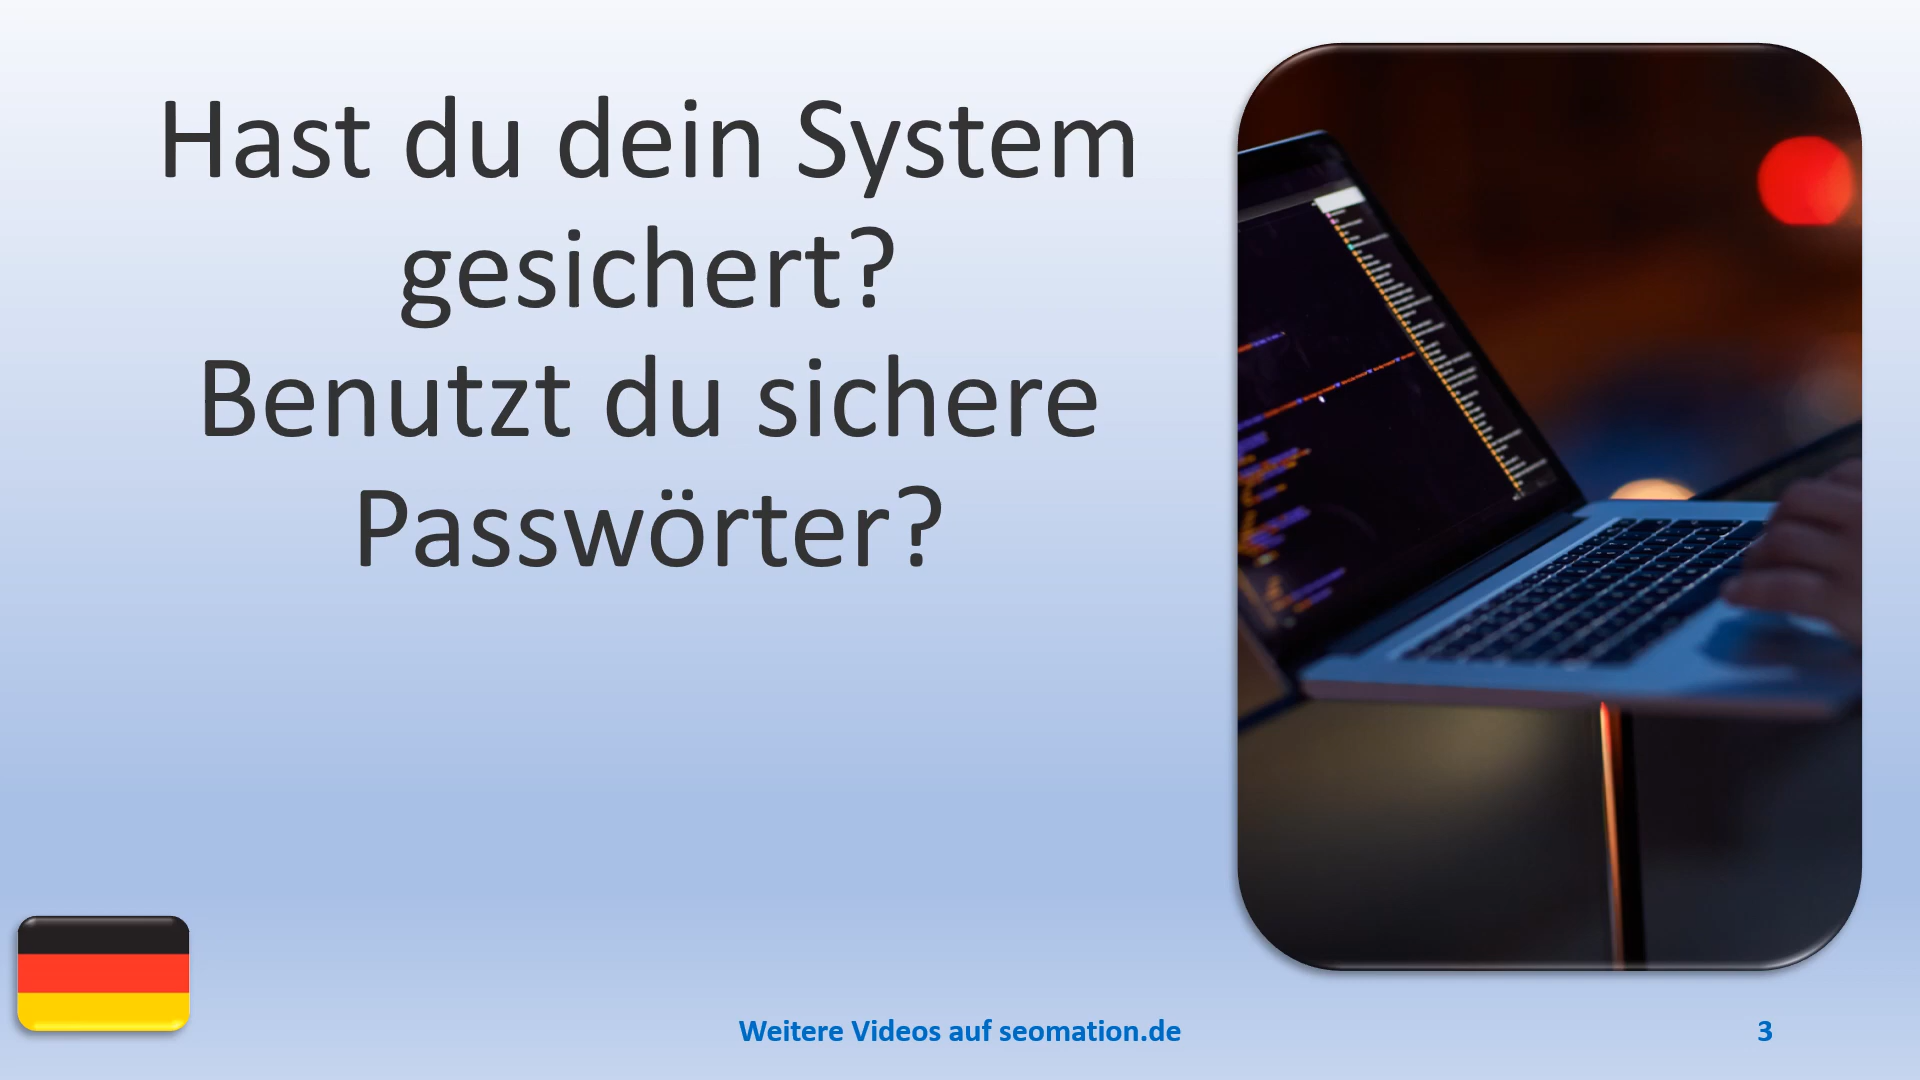 Hast du dein System
gesichert?
Benutzt du sichere
Passwörter?
Weitere Videos auf seomation.de
3